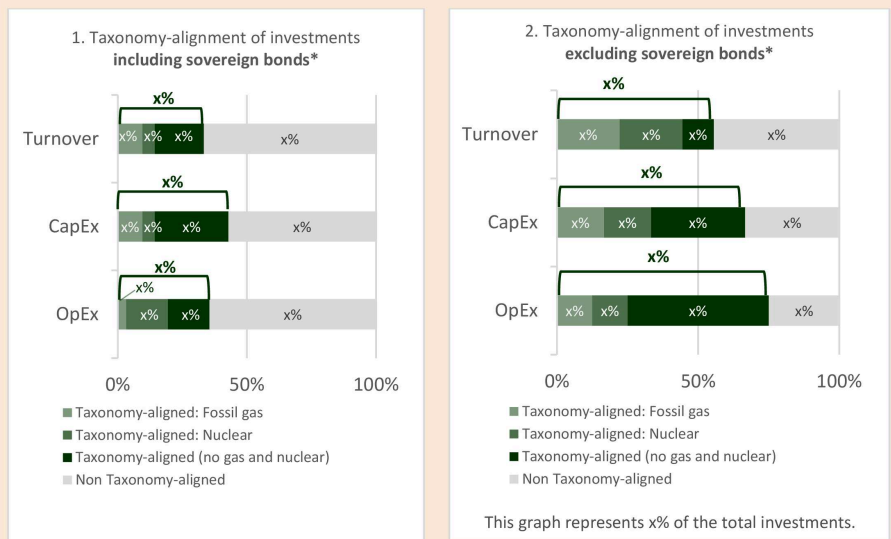 1. Taxonomy-alignment of investments
including sovereign bonds*
x%
Turnover
x% x% x% x%
x%
CapEx
x% x% x% x%
x%
x%
OpEx
x% x% x%
0% 50% 100%
Taxonomy-aligned: Fossil gas
Taxonomy-aligned: Nuclear
Taxonomy-aligned (no gas and nuclear)
Non Taxonomy-aligned
2. Taxonomy-alignment of investments
excluding sovereign bonds*
x%
Turnover
x% x% x% x%
x%
CapEx
x% x% x% x%
x%
OpEx
x% x% x% x%
0% 50% 100%
Taxonomy-aligned: Fossil gas
Taxonomy-aligned: Nuclear
Taxonomy-aligned (no gas and nuclear)
Non Taxonomy-aligned
This graph represents x% of the total investments.